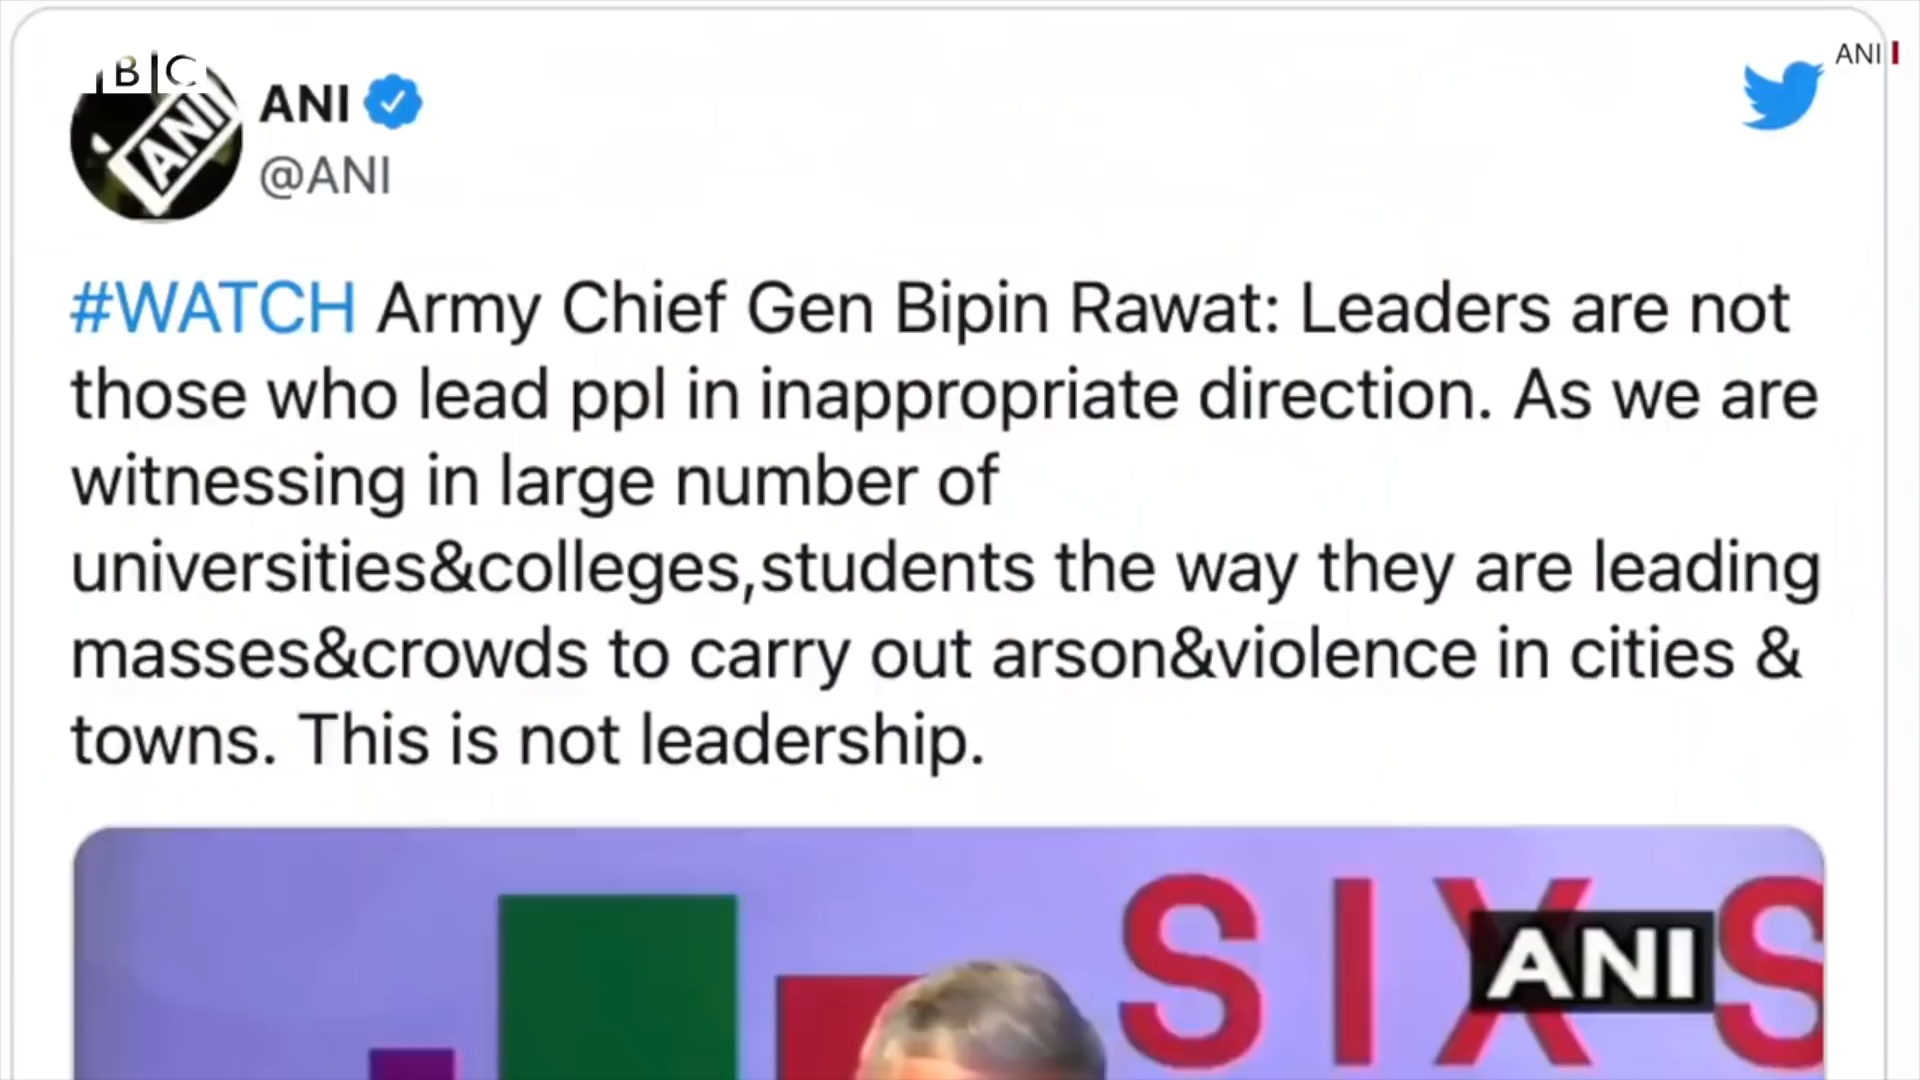 BBC
ANI
ANI
ANI
@ANI
#WATCH Army Chief Gen Bipin Rawat: Leaders are not
those who lead ppl in inappropriate direction. As we are
witnessing in large number of
universities&colleges,students the way they are leading
masses&crowds to carry out arson&violence in cities &
towns. This is not leadership.
SIX S
ANI